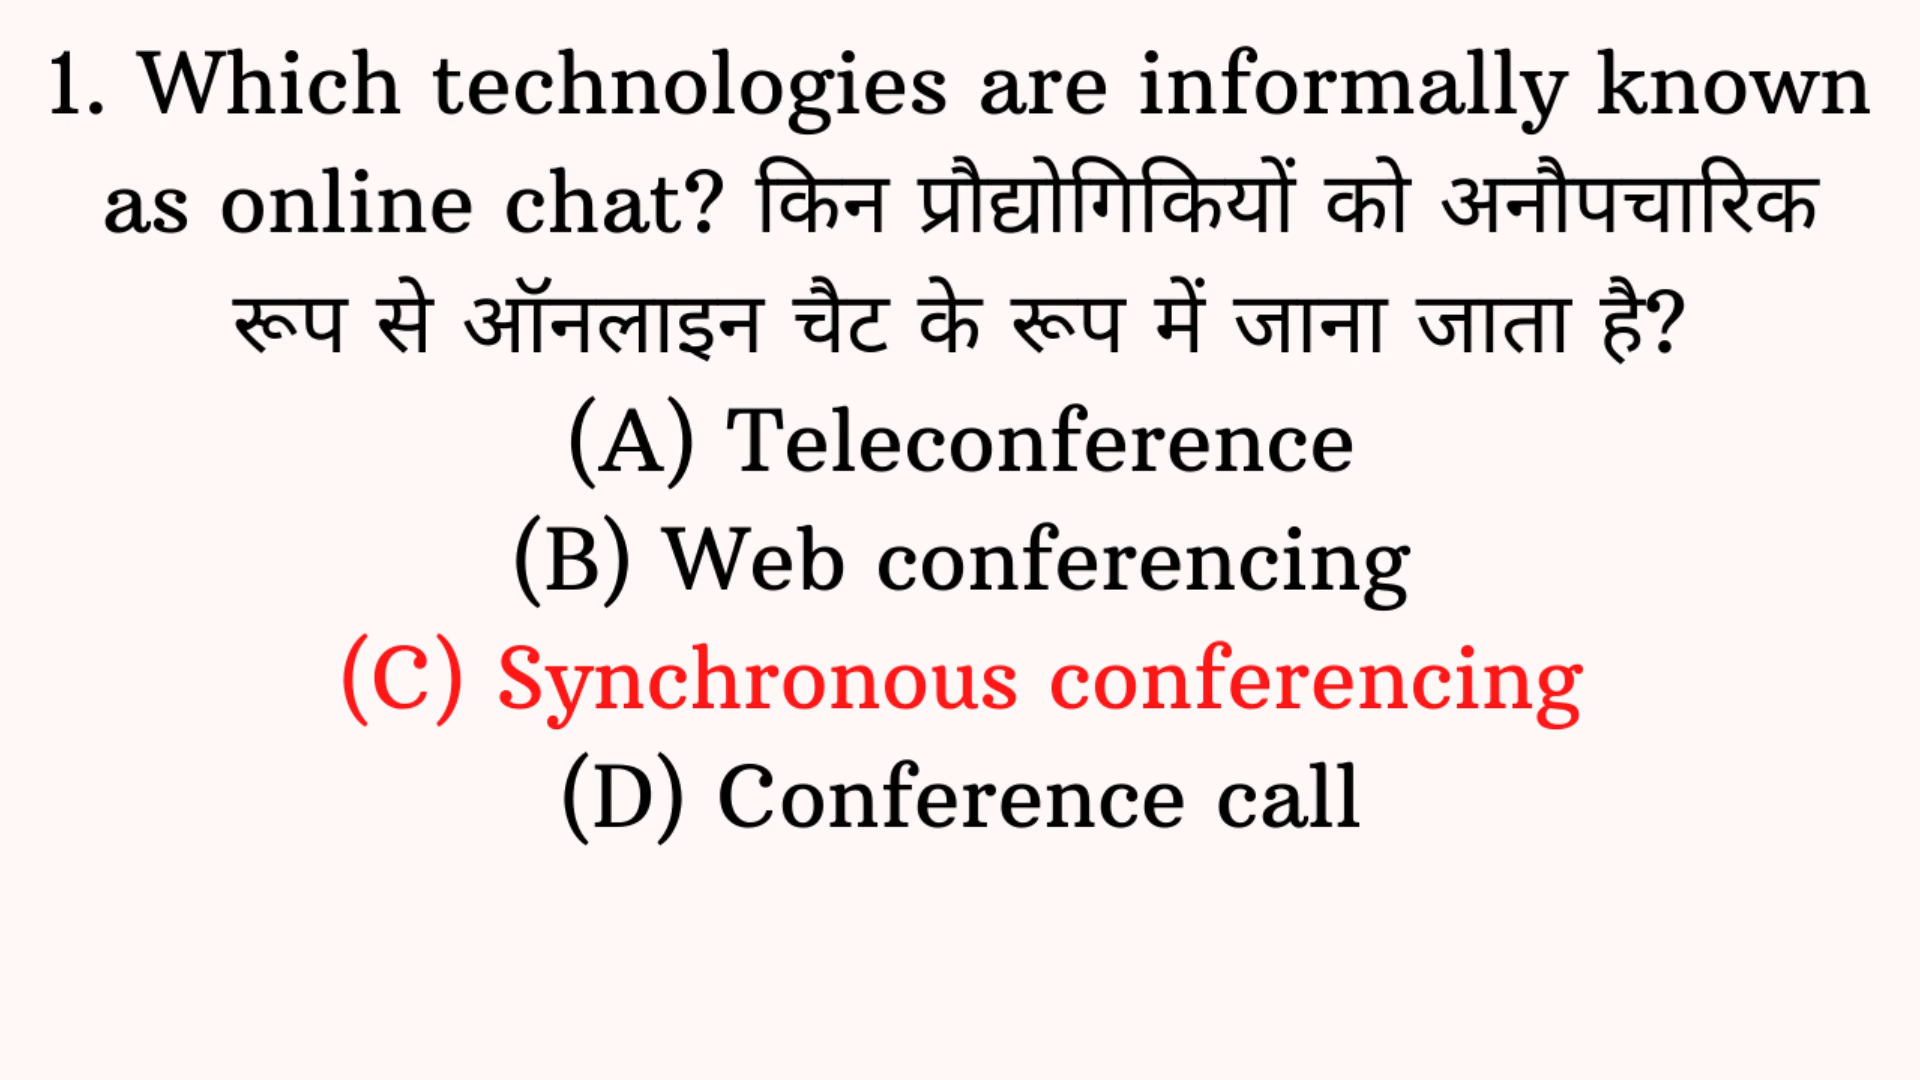 1. Which technologies are informally known
as online chat? किन प्रौद्योगिकियों को अनौपचारिक
रूप से ऑनलाइन चैट के रूप में जाना जाता है?
(A) Teleconference
(B) Web conferencing
(C) Synchronous conferencing
(D) Conference call